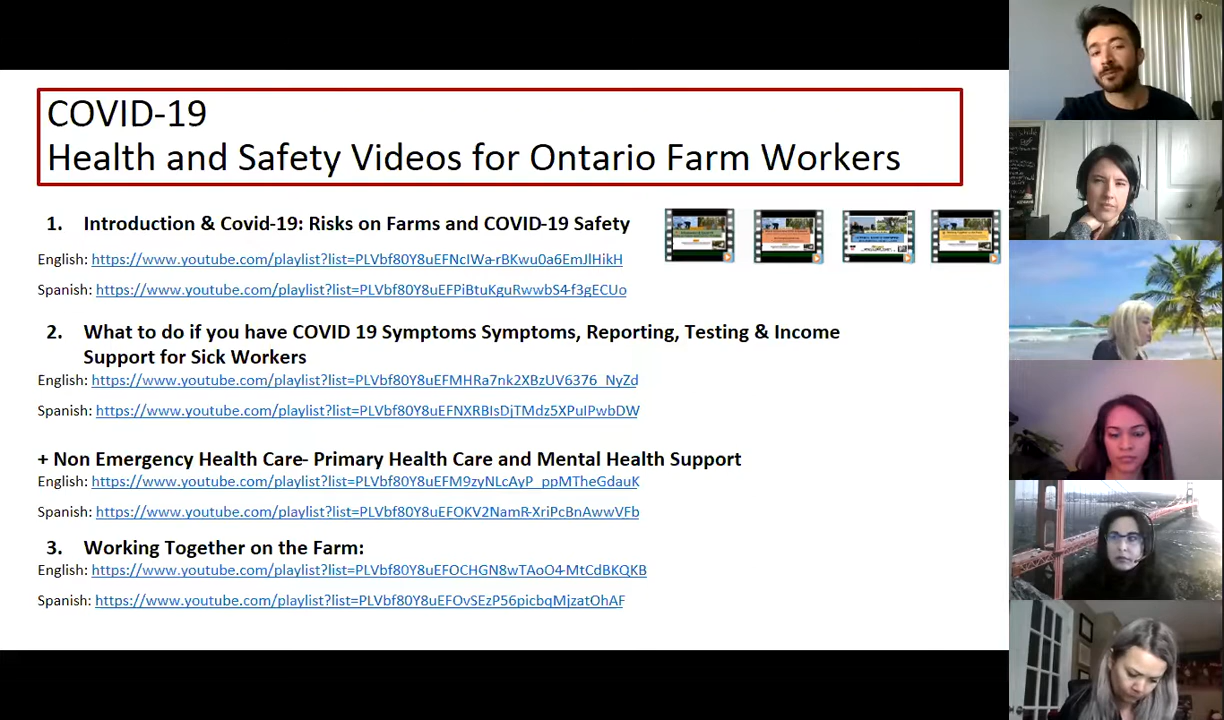 COVID-19
Health and Safety Videos for Ontario Farm Workers
1. Introduction & Covid-19: Risks on Farms and COVID-19 Safety
English: https://www.youtube.com/playlist?list=PLVbf80Y8uEFNcIWa-rBKwu0a6EmJlHikH
Spanish: https://www.youtube.com/playlist?list=PLVbf80Y8uEFPiBtuKguRwwbS4-f3gECUo
2. What to do if you have COVID 19 Symptoms Symptoms, Reporting, Testing & Income
Support for Sick Workers
English: https://www.youtube.com/playlist?list=PLVbf80Y8uEFMHRa7nk2XBzUV6376_NyZd
Spanish: https://www.youtube.com/playlist?list=PLVbf80Y8uEFNXRBIsDjTMdz5XPuIPwbDW
+ Non Emergency Health Care- Primary Health Care and Mental Health Support
English: https://www.youtube.com/playlist?list=PLVbf80Y8uEFM9zyNLcAyP_ppMTheGdauK
Spanish: https://www.youtube.com/playlist?list=PLVbf80Y8uEFOKV2NamR-XriPcBnAwwVFb
3. Working Together on the Farm:
English: https://www.youtube.com/playlist?list=PLVbf80Y8uEFOCHGN8wTAoO4-MtCdBKQKB
Spanish: https://www.youtube.com/playlist?list=PLVbf80Y8uEFOvSEzP56picbqMjzatOhAF